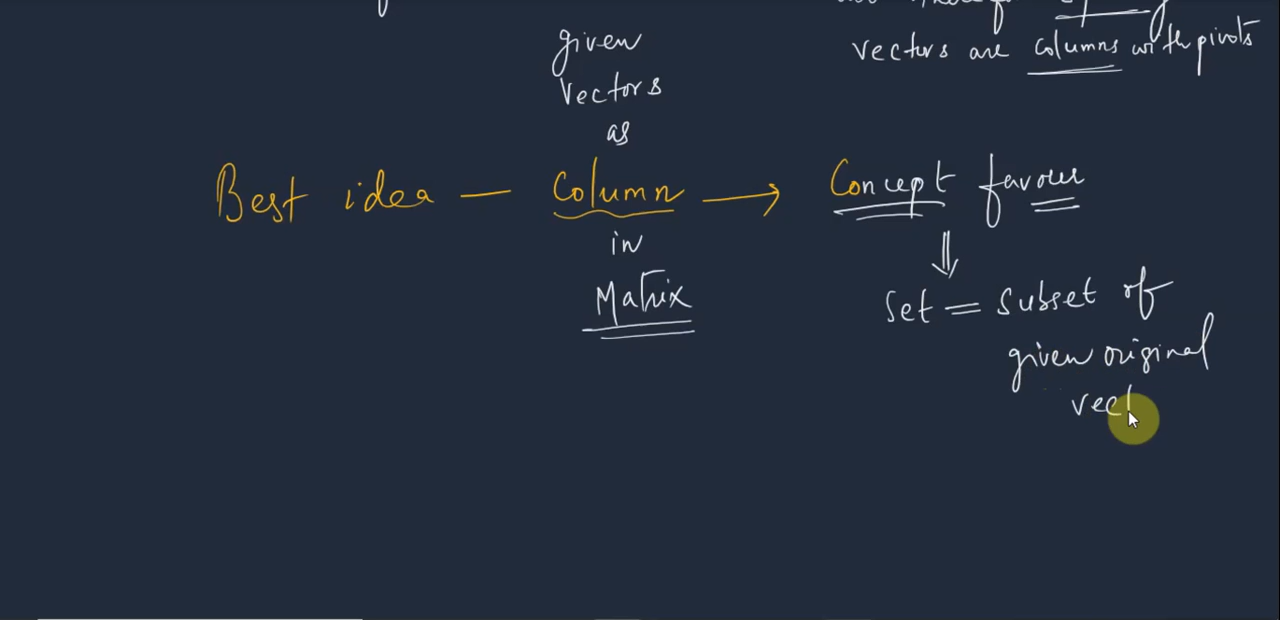 given
vectors are columns with pivots
Vectors
as
Best idea — Column → Concept favour
in
⇓
Matrix
Set = Subset of
given original
vect